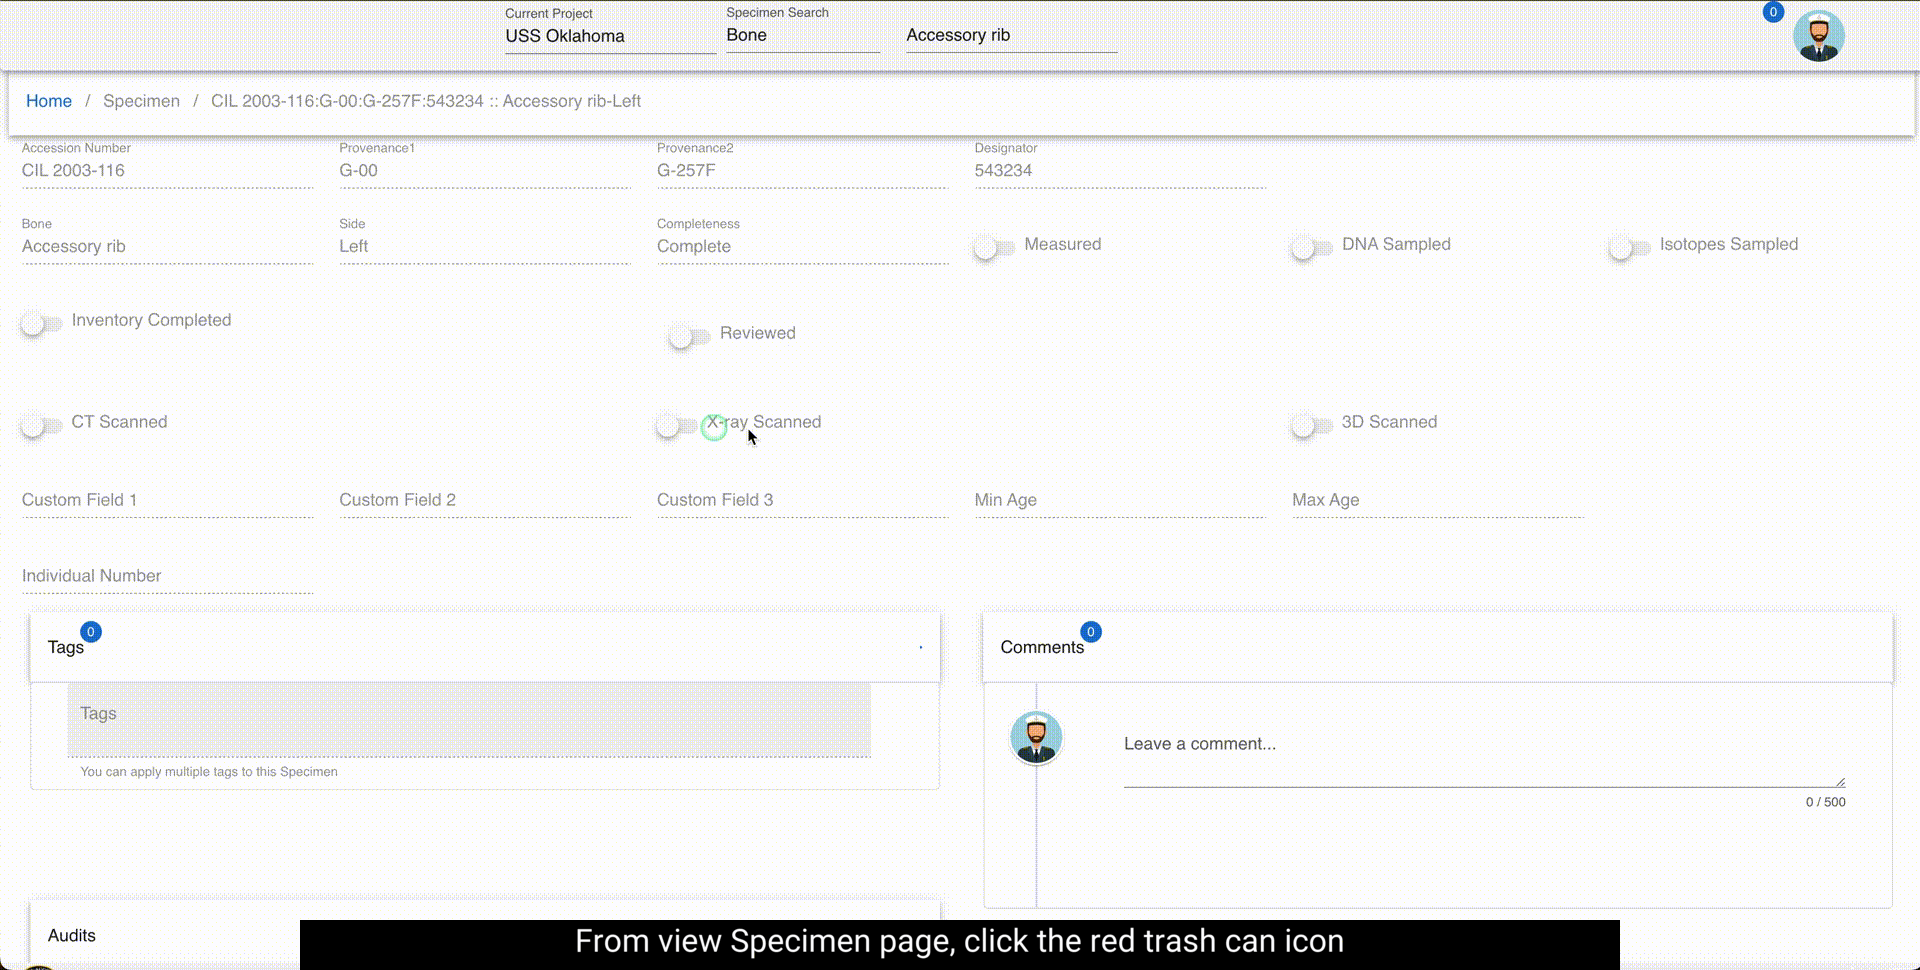 Current Project
Specimen Search
0
USS Oklahoma
Bone
Accessory rib
Home / Specimen / CIL 2003-116:G-00:G-257F:543234 :: Accessory rib-Left
Accession Number
Provenance1
Provenance2
Designator
CIL 2003-116
G-00
G-257F
543234
Bone
Side
Completeness
Accessory rib
Left
Complete
Measured
DNA Sampled
Isotopes Sampled
Inventory Completed
Reviewed
CT Scanned
X-ray Scanned
3D Scanned
Custom Field 1
Custom Field 2
Custom Field 3
Min Age
Max Age
Individual Number
Tags
0
Comments
0
Tags
You can apply multiple tags to this Specimen
Leave a comment...
0 / 500
Audits
From view Specimen page, click the red trash can icon